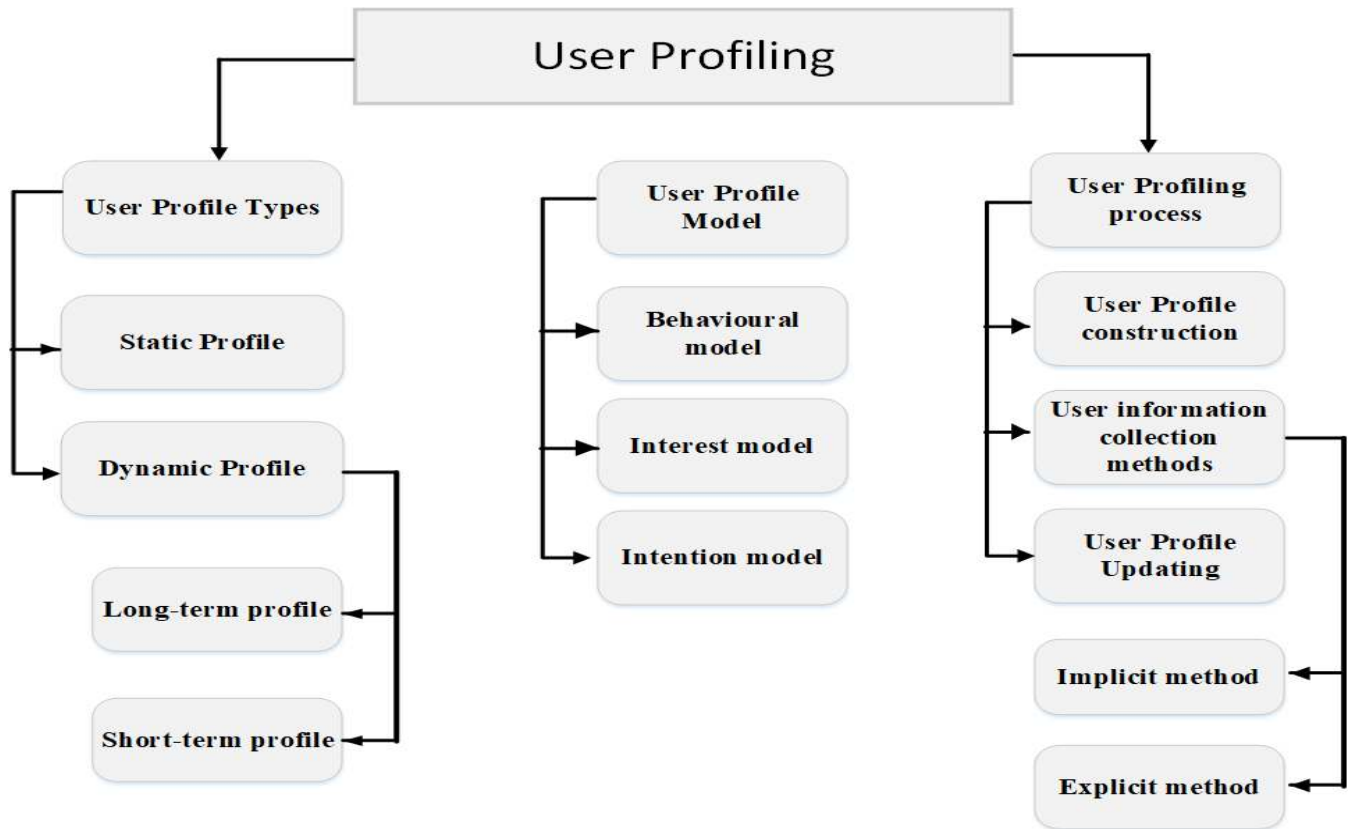 User Profiling
User Profile Types
Static Profile
Dynamic Profile
Long-term profile
Short-term profile
User Profile
Model
Behavioural
model
Interest model
Intention model
User Profiling
process
User Profile
construction
User information
collection
methods
User Profile
Updating
Implicit method
Explicit method